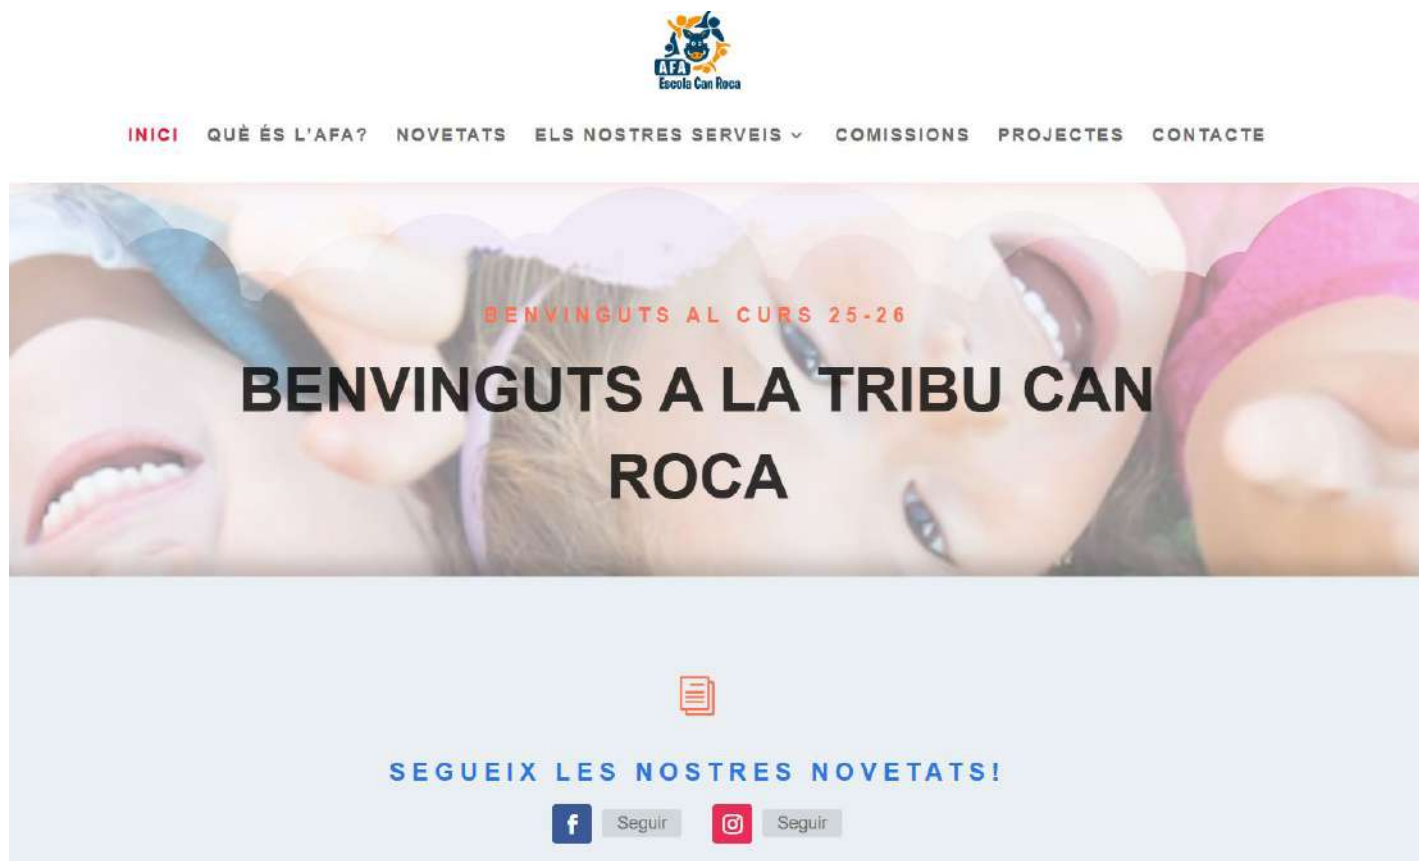 AFA
Escola Can Roca
INICI QUÈ ÉS L'AFA? NOVETATS ELS NOSTRES SERVEIS COMISSIONS PROJECTES CONTACTE
BENVINGUTS AL CURS 25-26
BENVINGUTS A LA TRIBU CAN
ROCA
SEGUEIX LES NOSTRES NOVETATS!
f Seguir Seguir